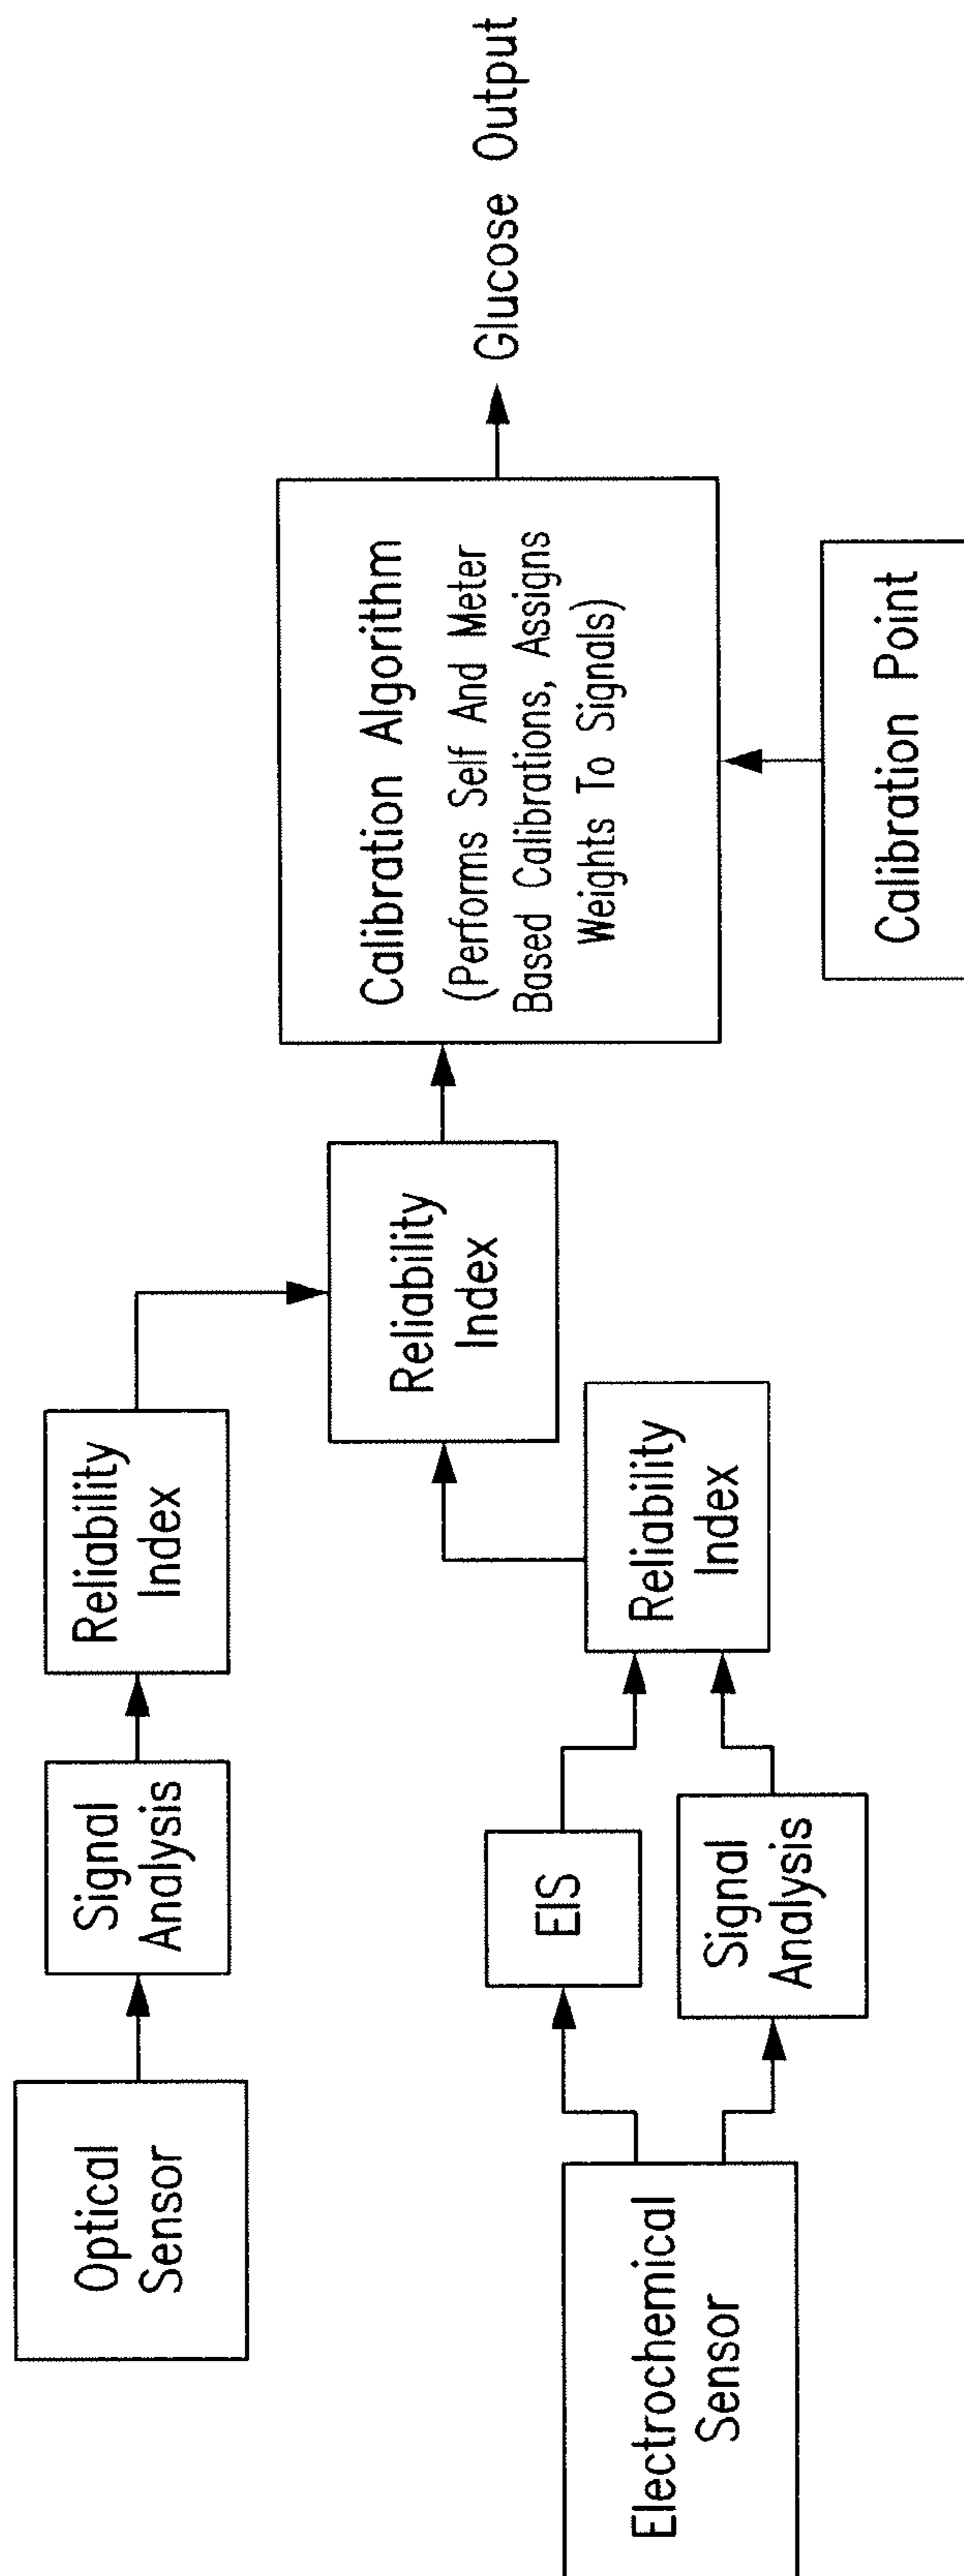 Optical
Sensor
Signal
Analysis
Reliability
Index
Electrochemical
Sensor
EIS
Signal
Analysis
Reliability
Index
Reliability
Index
Calibration Algorithm
(Performs Self And Meter
Based Calibrations, Assigns
Weights To Signals)
Calibration Point
Glucose Output